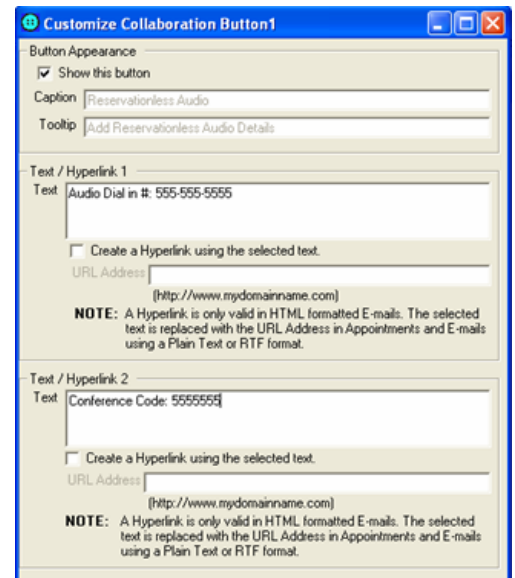 Customize Collaboration Button1
Button Appearance
Show this button
Caption Reservationless Audio
Tooltip Add Reservationless Audio Details
Text / Hyperlink 1
Text Audio Dial in #: 555-555-5555
Create a Hyperlink using the selected text.
URL Address
(http://www.mydomainname.com)
NOTE: A Hyperlink is only valid in HTML formatted E-mails. The selected
text is replaced with the URL Address in Appointments and E-mails
using a Plain Text or RTF format.
Text / Hyperlink 2
Text Conference Code: 5555555
Create a Hyperlink using the selected text.
URL Address
(http://www.mydomainname.com)
NOTE: A Hyperlink is only valid in HTML formatted E-mails. The selected
text is replaced with the URL Address in Appointments and E-mails
using a Plain Text or RTF format.